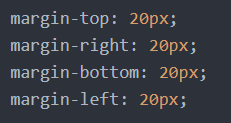 margin-top: 20px;
margin-right: 20px;
margin-bottom: 20px;
margin-left: 20px;